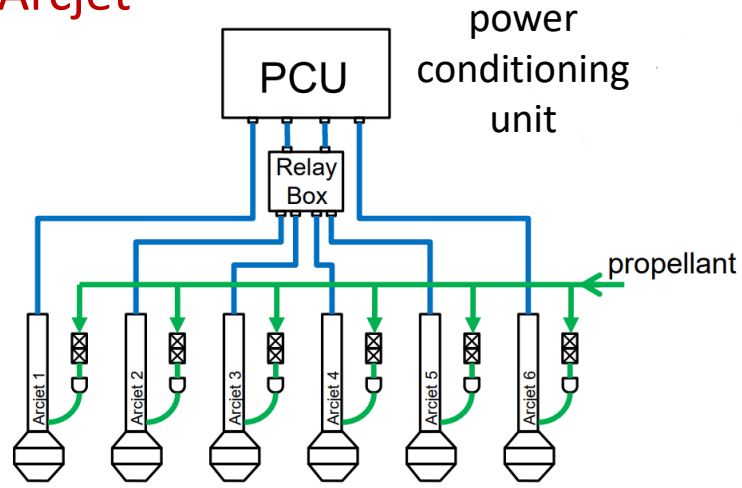 Arcjet
power
conditioning
unit
PCU
Relay
Box
propellant
Arcjet 1
Arcjet 2
Arcjet 3
Arcjet 4
Arcjet 5
Arcjet 6